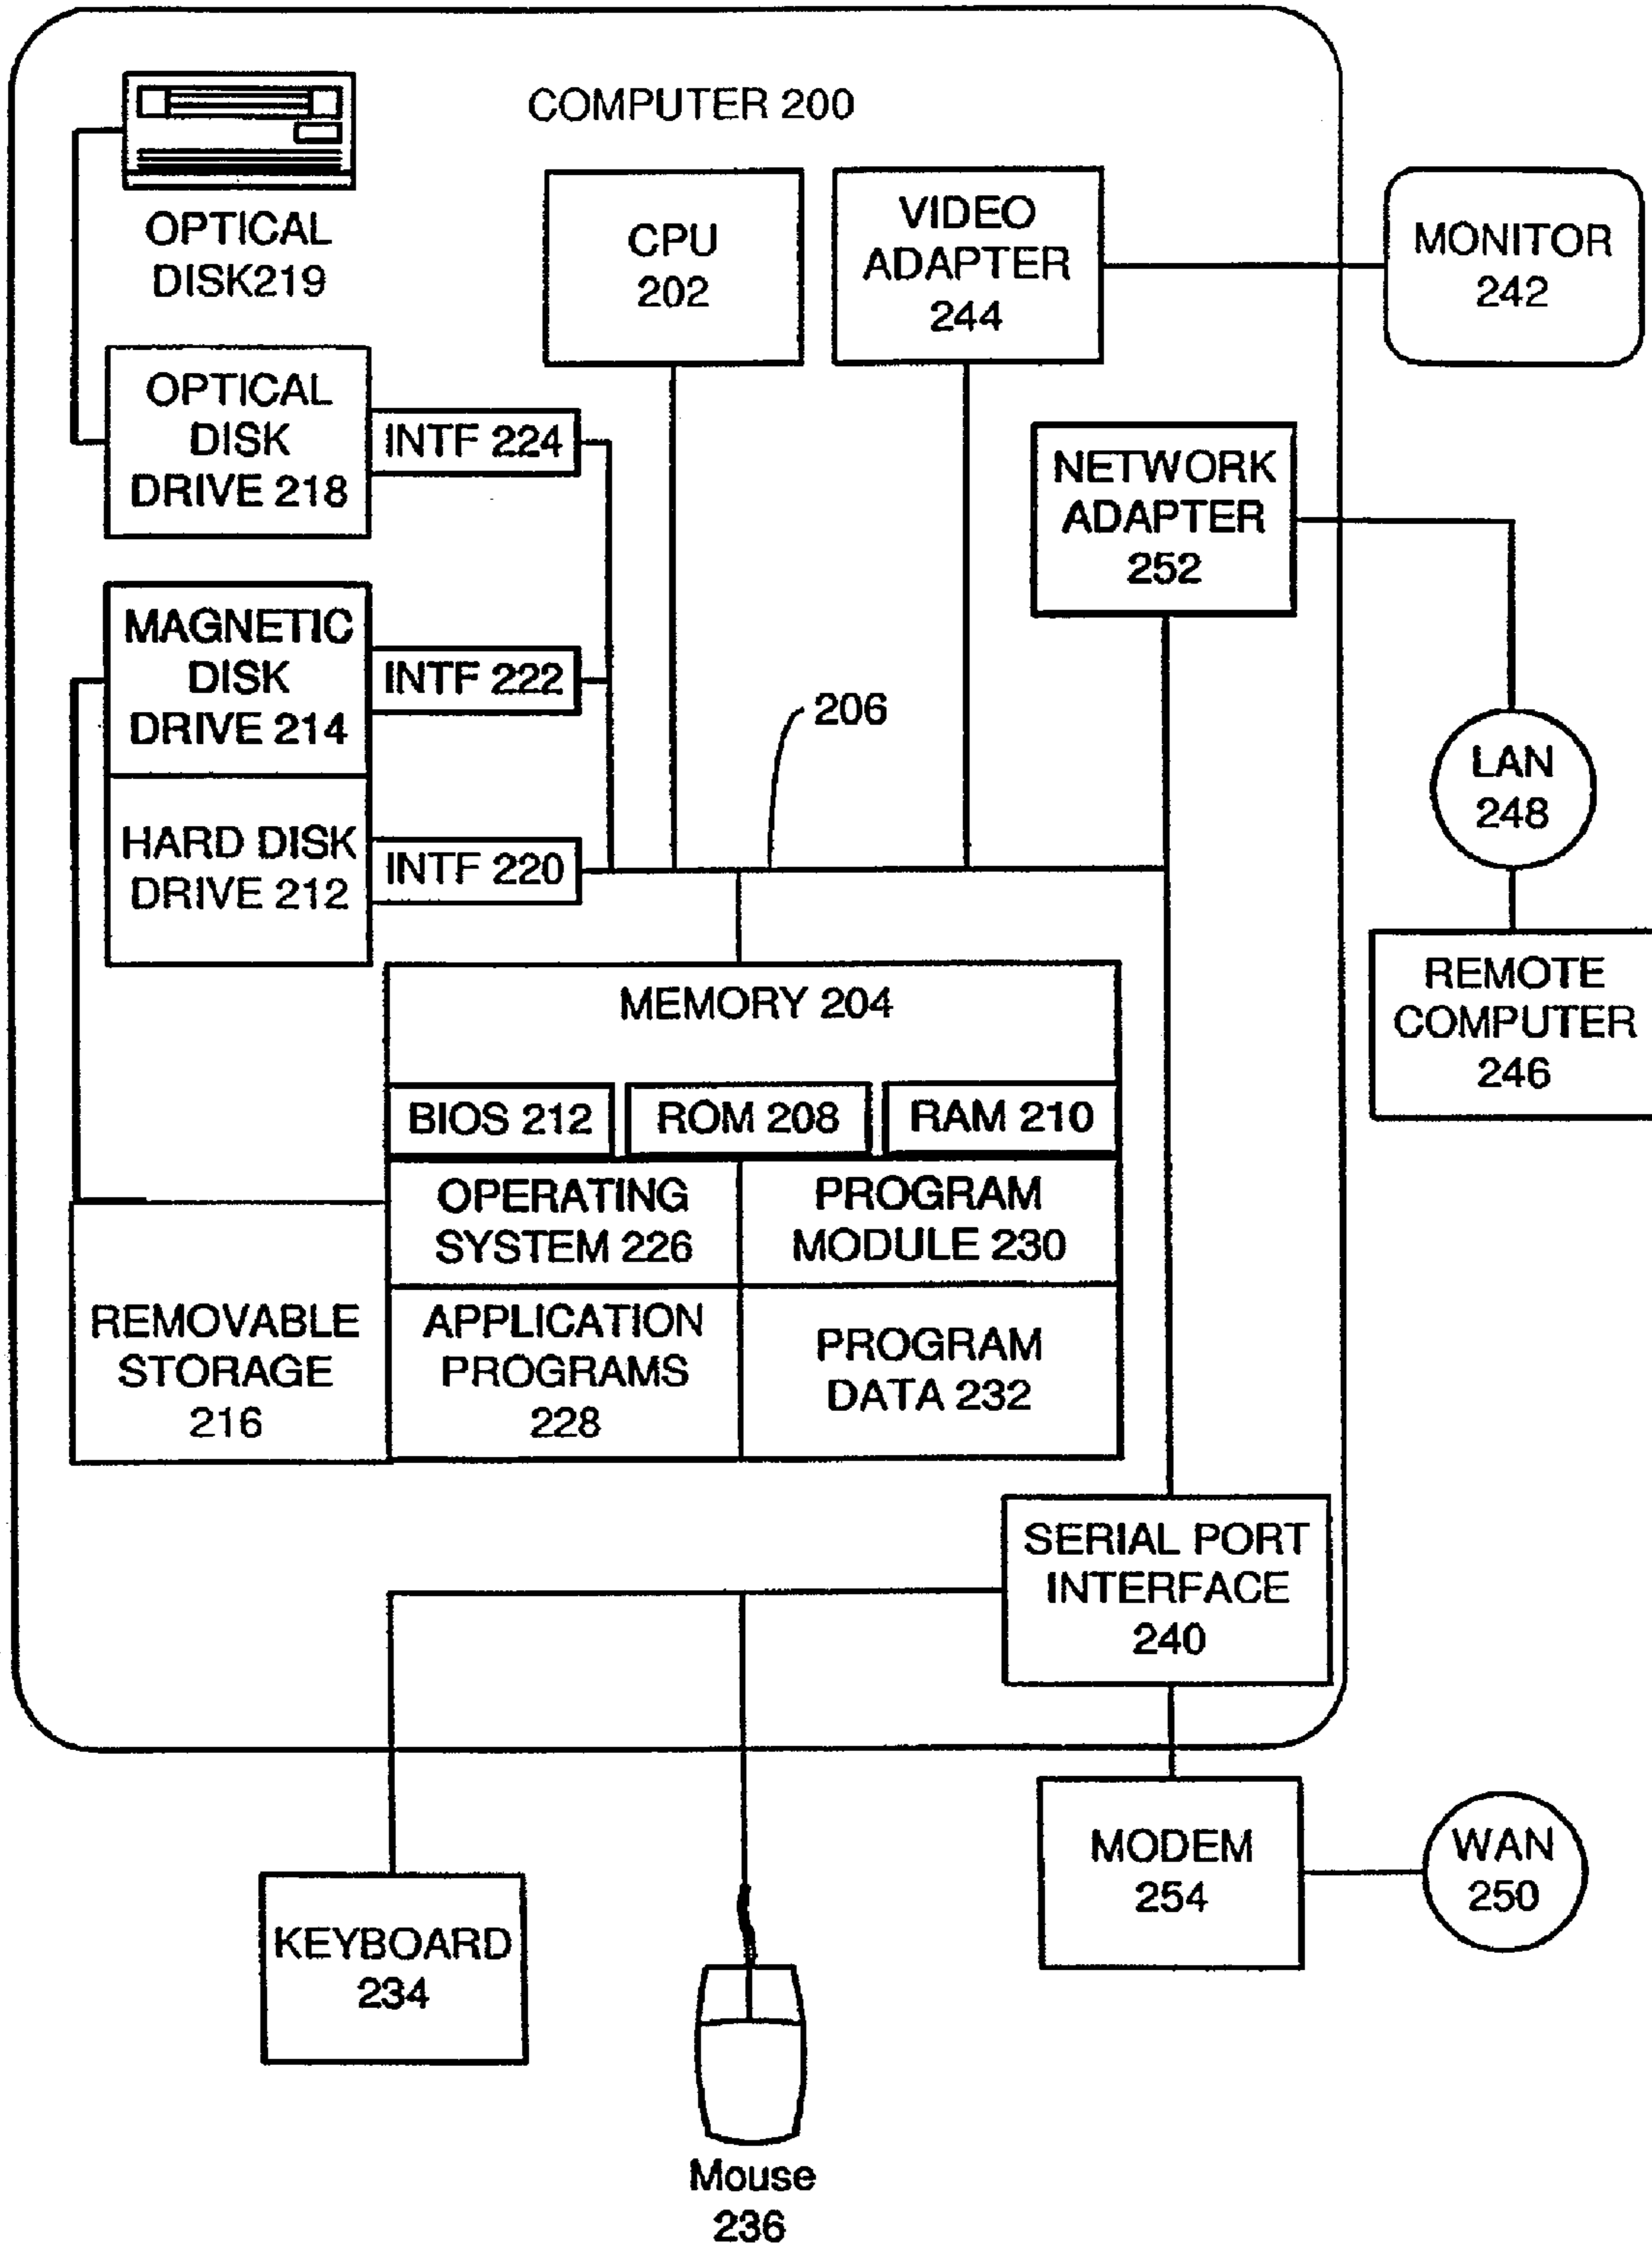 COMPUTER 200
OPTICAL
DISK219
CPU
202
VIDEO
ADAPTER
244
MONITOR
242
OPTICAL
DISK
DRIVE 218
INTF 224
NETWORK
ADAPTER
252
MAGNETIC
DISK
DRIVE 214
INTF 222
206
LAN
248
HARD DISK
DRIVE 212
INTF 220
REMOTE
COMPUTER
246
MEMORY 204
BIOS 212
ROM 208
RAM 210
OPERATING
SYSTEM 226
PROGRAM
MODULE 230
REMOVABLE
STORAGE
216
APPLICATION
PROGRAMS
228
PROGRAM
DATA 232
SERIAL PORT
INTERFACE
240
MODEM
254
WAN
250
KEYBOARD
234
Mouse
236